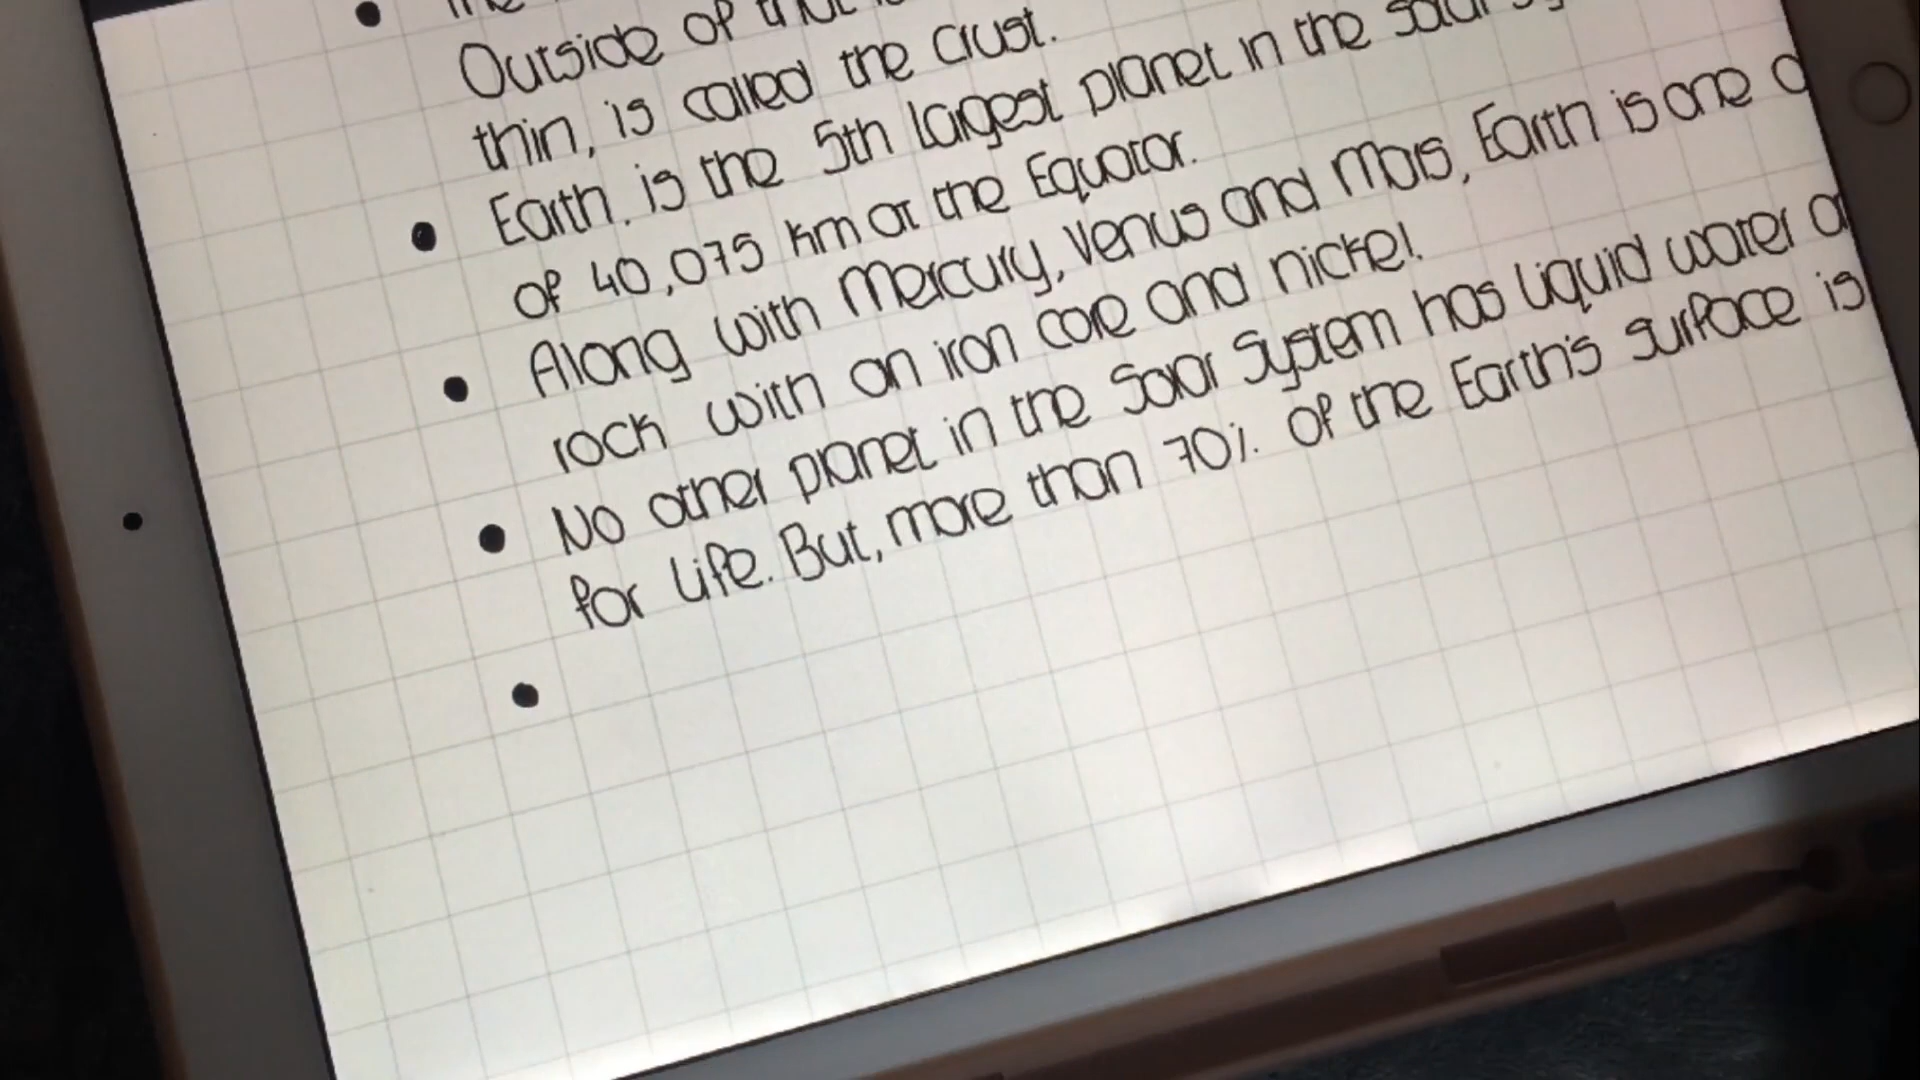 Outside of that
thin, is called the crust.
Earth. is the 5th largest planet in the solar
of 40,075 km at the Equator.
Along with Mercury, Venus and Mars, Earth is one
rock with an iron core and nickel.
No other planet in the Solar System has liquid water
for life. But, more than 70% of the Earth's surface is